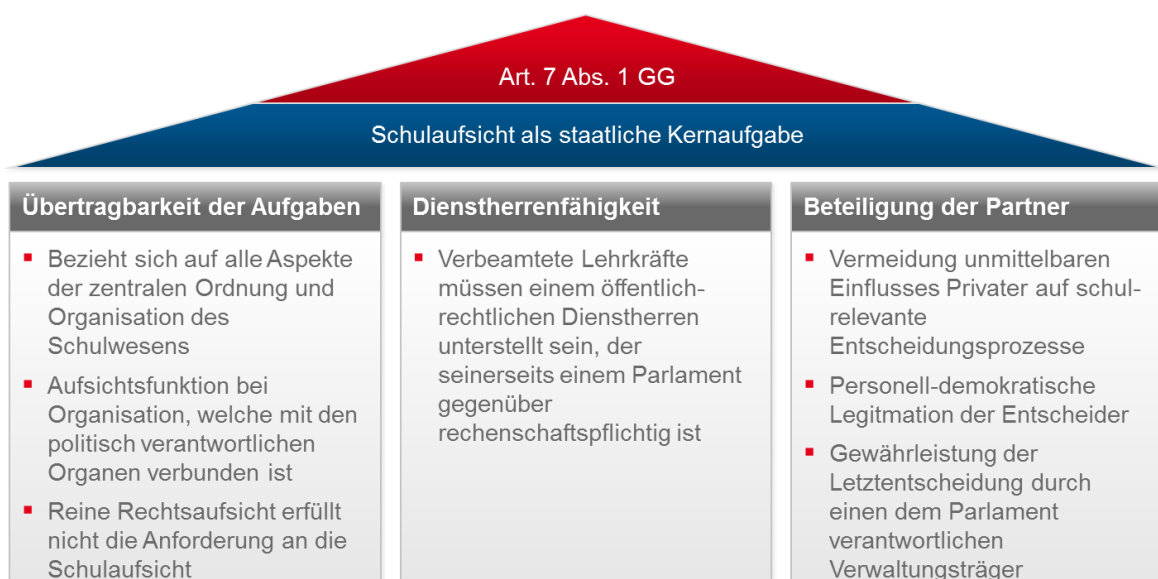 Art. 7 Abs. 1 GG
Schulaufsicht als staatliche Kernaufgabe
Übertragbarkeit der Aufgaben
Bezieht sich auf alle Aspekte
der zentralen Ordnung und
Organisation des
Schulwesens
Aufsichtsfunktion bei
Organisation, welche mit den
politisch verantwortlichen
Organen verbunden ist
Reine Rechtsaufsicht erfüllt
nicht die Anforderung an die
Schulaufsicht
Dienstherrenfähigkeit
Verbeamtete Lehrkräfte
müssen einem öffentlich-
rechtlichen Dienstherren
unterstellt sein, der
seinerseits einem Parlament
gegenüber
rechenschaftspflichtig ist
Beteiligung der Partner
Vermeidung unmittelbaren
Einflusses Privater auf schul-
relevante
Entscheidungsprozesse
Personell-demokratische
Legitmation der Entscheider
Gewährleistung der
Letztentscheidung durch
einen dem Parlament
verantwortlichen
Verwaltungsträger